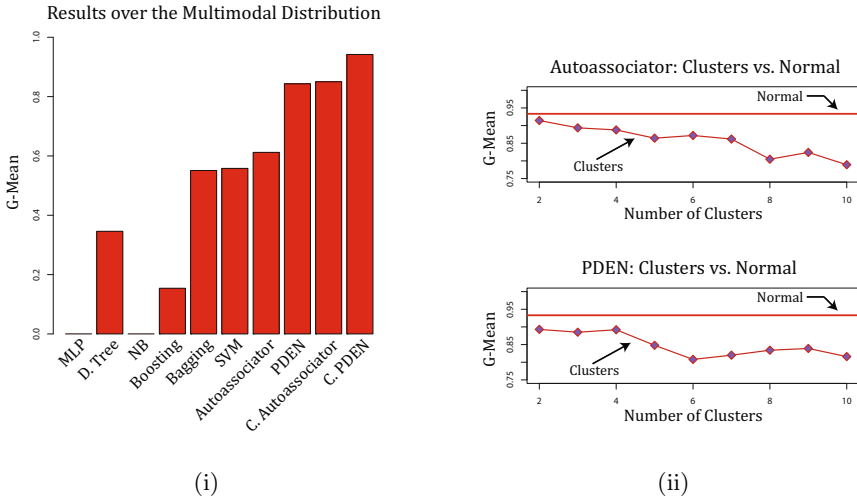 Results over the Multimodal Distribution
G-Mean
1.0
0.8
0.6
0.4
0.2
0.0
MLP
D. Tree
NB
Boosting
Bagging
SVM
Autoassociator
PDEN
C. Autoassociator
C. PDEN
(i)
Autoassociator: Clusters vs. Normal
G-Mean
0.95
0.85
0.75
Normal
Clusters
2 4 6 8 10
Number of Clusters
PDEN: Clusters vs. Normal
G-Mean
0.95
0.85
0.75
Normal
Clusters
2 4 6 8 10
Number of Clusters
(ii)